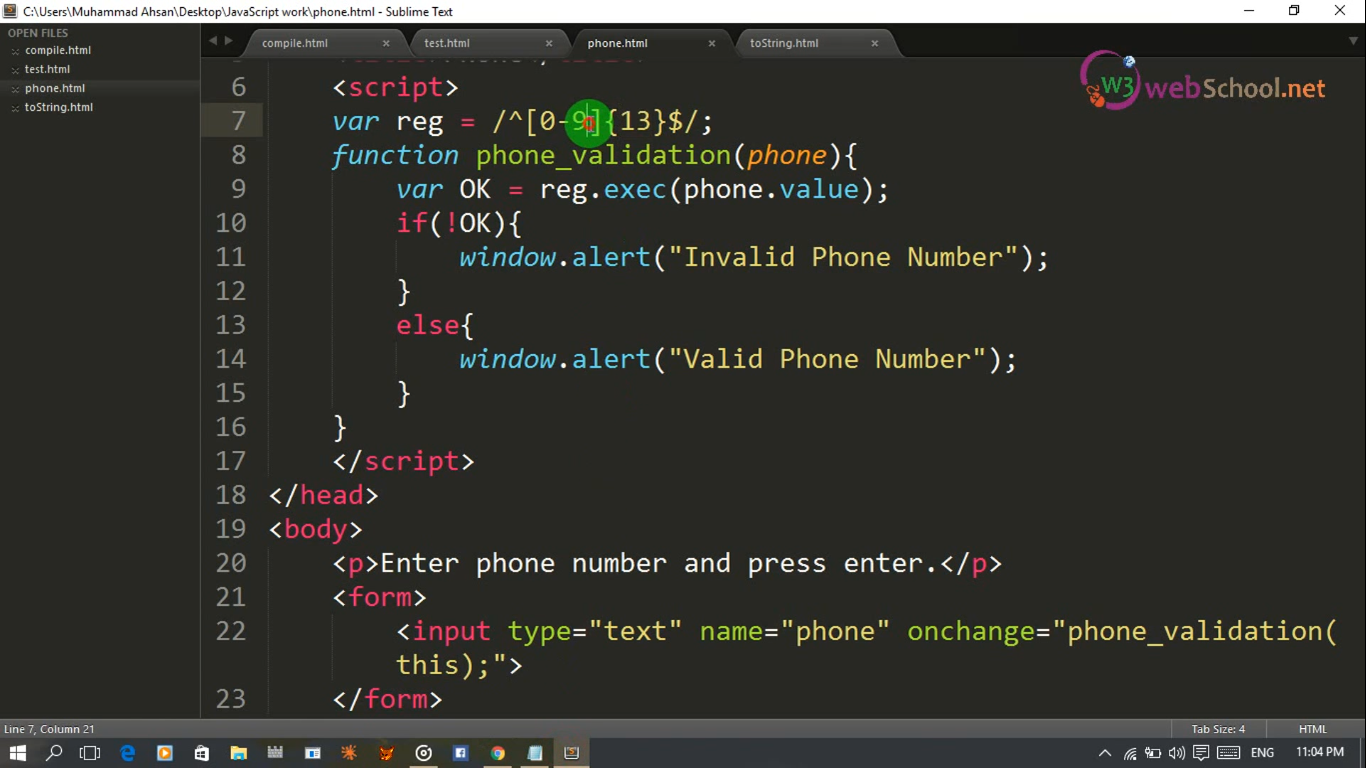 C:\Users\Muhammad Ahsan\Desktop\JavaScript work\phone.html - Sublime Text
OPEN FILES
compile.html
test.html
phone.html
toString.html
compile.html test.html phone.html toString.html
W3 webSchool.net
6 <script>
7 var reg = /^[0-9]{13}$/;
8 function phone_validation(phone){
9 var OK = reg.exec(phone.value);
10 if(!OK){
11 window.alert("Invalid Phone Number");
12 }
13 else{
14 window.alert("Valid Phone Number");
15 }
16 }
17 </script>
18 </head>
19 <body>
20 <p>Enter phone number and press enter.</p>
21 <form>
22 <input type="text" name="phone" onchange="phone_validation(
this);">
23 </form>
Line 7, Column 21 Tab Size: 4 HTML
ENG 11:04 PM